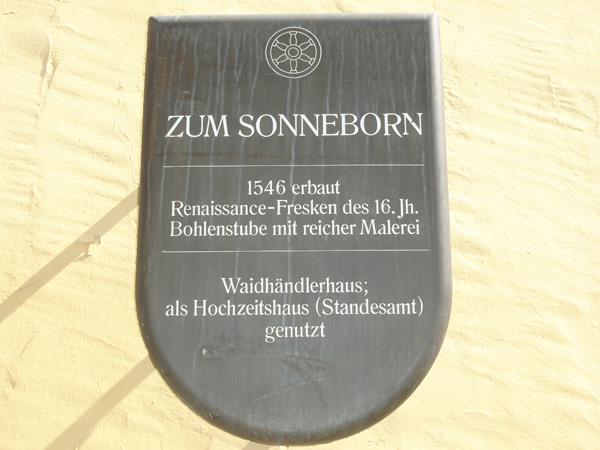 ZUM SONNEBORN
1546 erbaut
Renaissance-Fresken des 16. Jh.
Bohlenstube mit reicher Malerei
Waidhändlerhaus;
als Hochzeitshaus (Standesamt)
genutzt